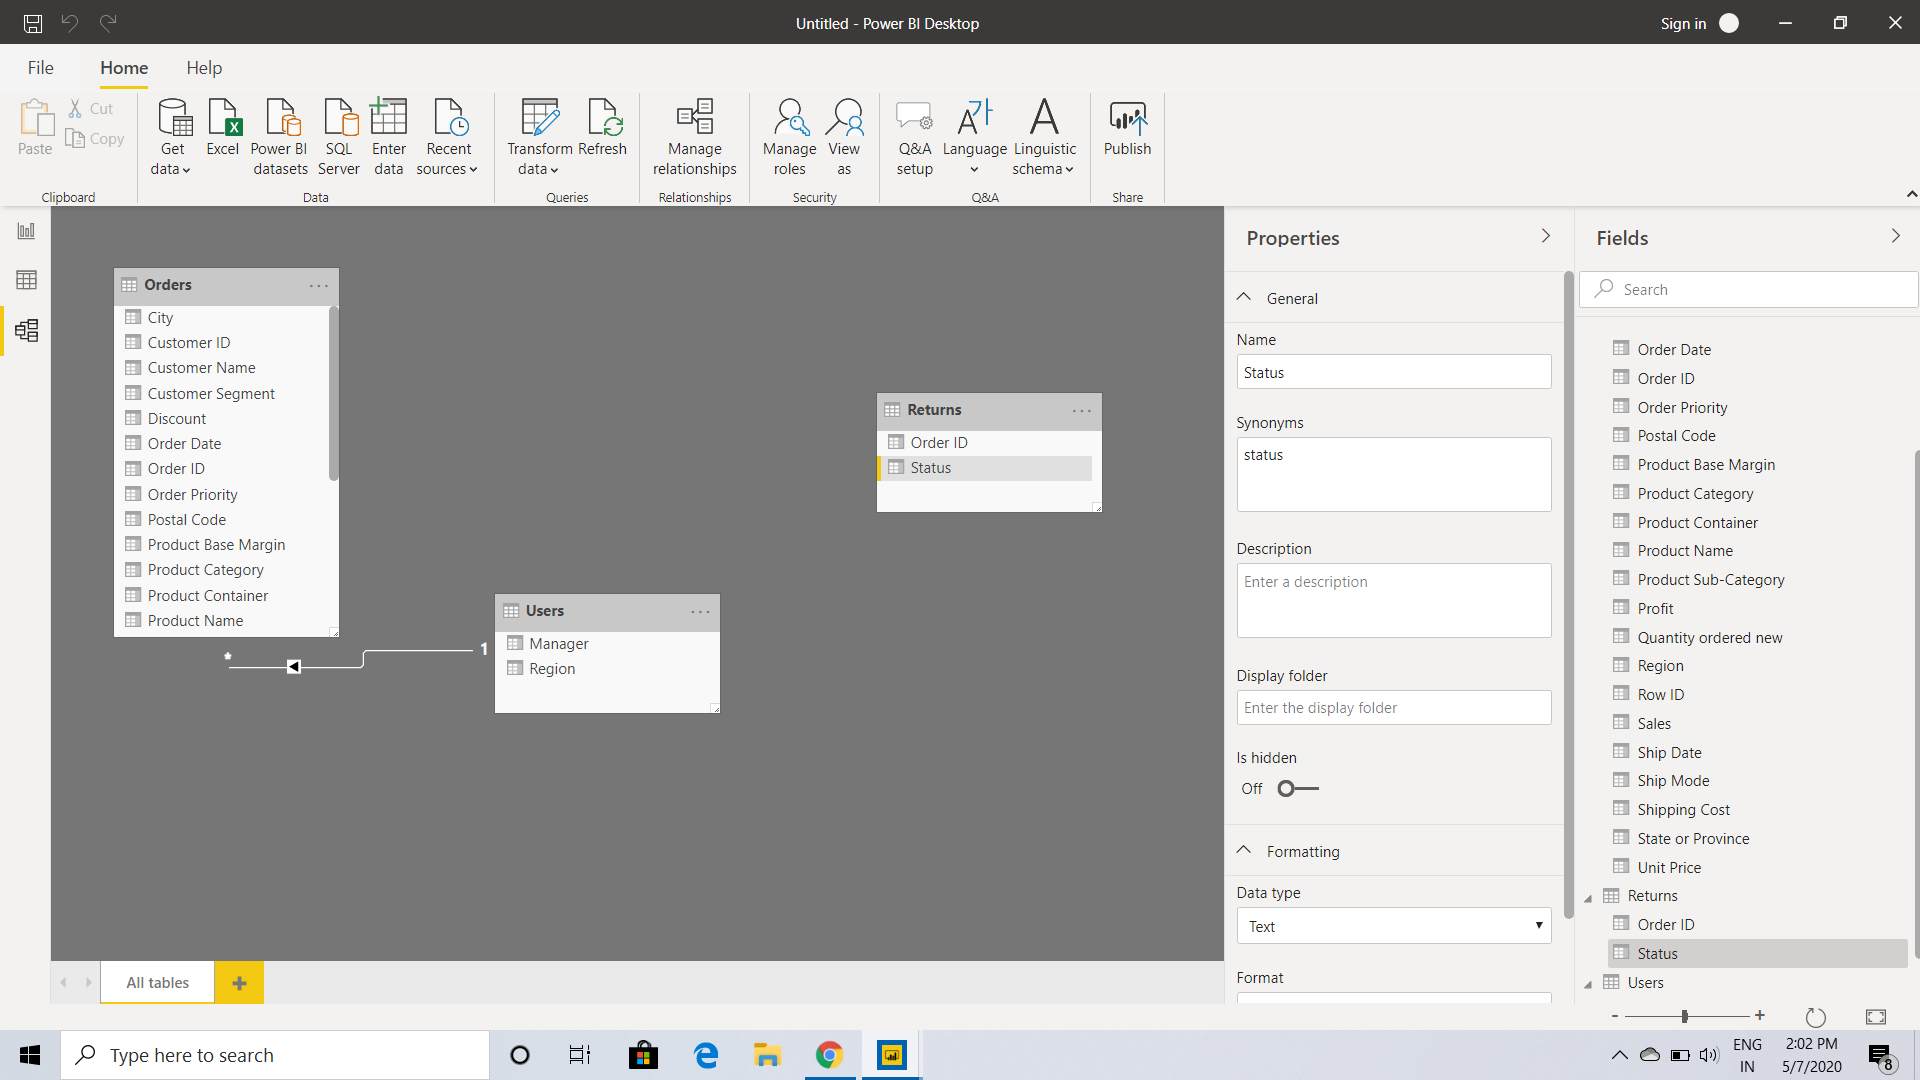 Untitled - Power BI Desktop
Sign in
File
Home
Help
Paste
Cut
Copy
Clipboard
Get data
Excel
Power BI datasets
SQL Server
Enter data
Recent sources
Data
Transform data
Refresh
Queries
Manage relationships
Relationships
Manage roles
View as
Security
Q&A setup
Language
Linguistic schema
Q&A
Publish
Share
Orders
City
Customer ID
Customer Name
Customer Segment
Discount
Order Date
Order ID
Order Priority
Postal Code
Product Base Margin
Product Category
Product Container
Product Name
*
1
Users
Manager
Region
Returns
Order ID
Status
All tables
+
Properties
General
Name
Status
Synonyms
status
Description
Enter a description
Display folder
Enter the display folder
Is hidden
Off
Formatting
Data type
Text
Format
Fields
Search
Order Date
Order ID
Order Priority
Postal Code
Product Base Margin
Product Category
Product Container
Product Name
Product Sub-Category
Profit
Quantity ordered new
Region
Row ID
Sales
Ship Date
Ship Mode
Shipping Cost
State or Province
Unit Price
Returns
Order ID
Status
Users
- +
Type here to search
ENG
IN
2:02 PM
5/7/2020
8